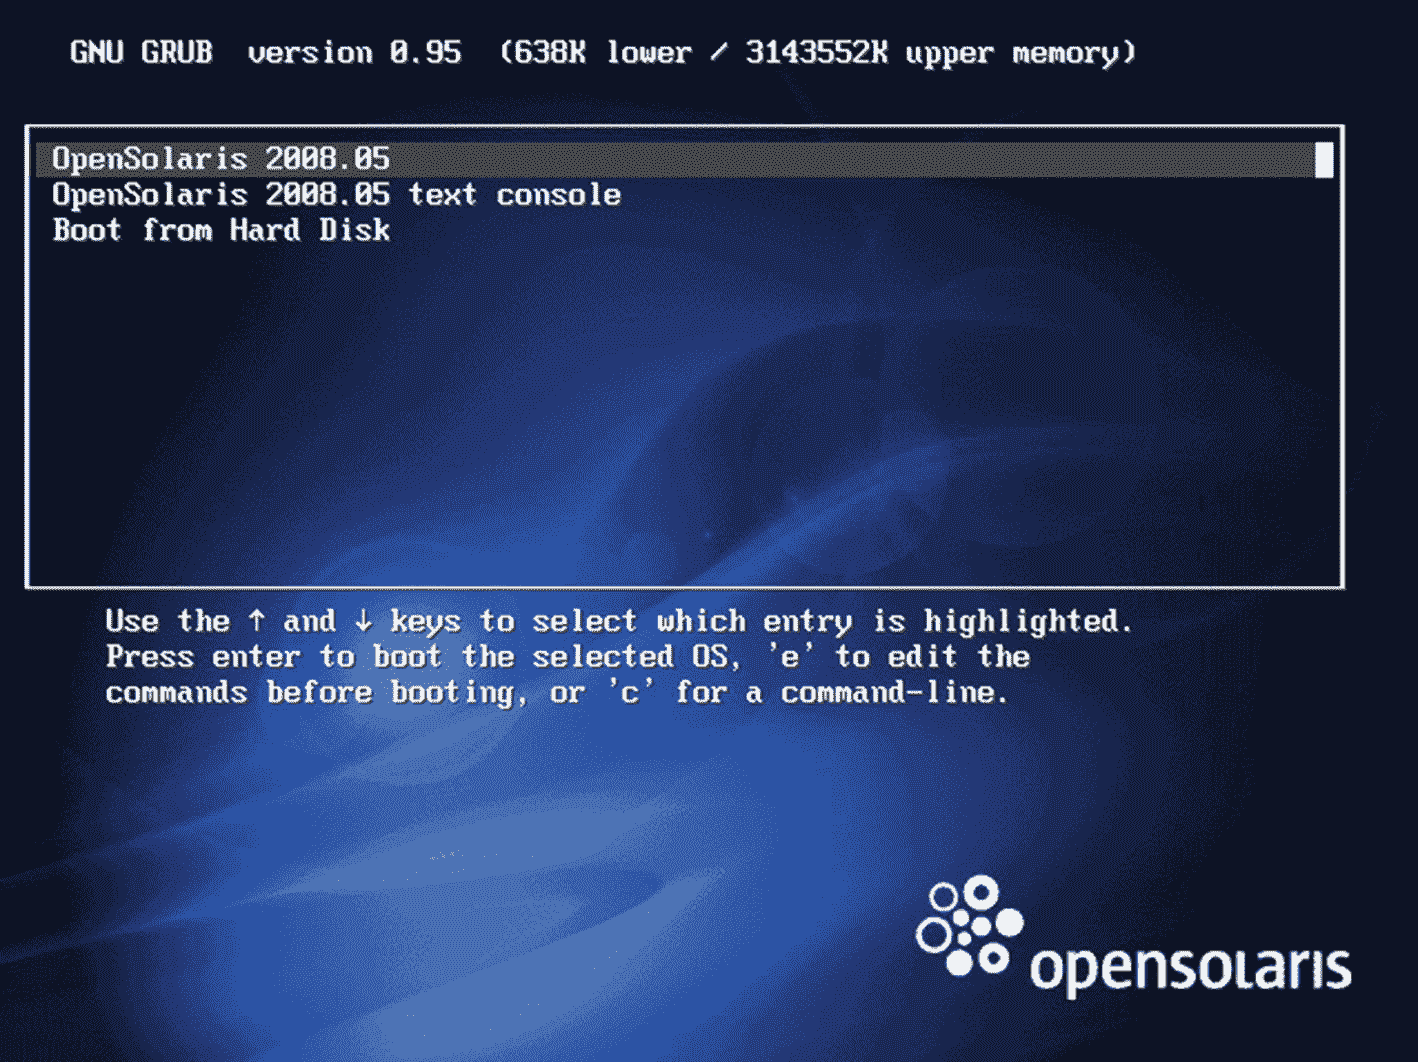 GNU GRUB version 0.95 (638K lower / 3143552K upper memory)
OpenSolaris 2008.05
OpenSolaris 2008.05 text console
Boot from Hard Disk
Use the ↑ and ↓ keys to select which entry is highlighted.
Press enter to boot the selected OS, 'e' to edit the
commands before booting, or 'c' for a command-line.
opensolaris